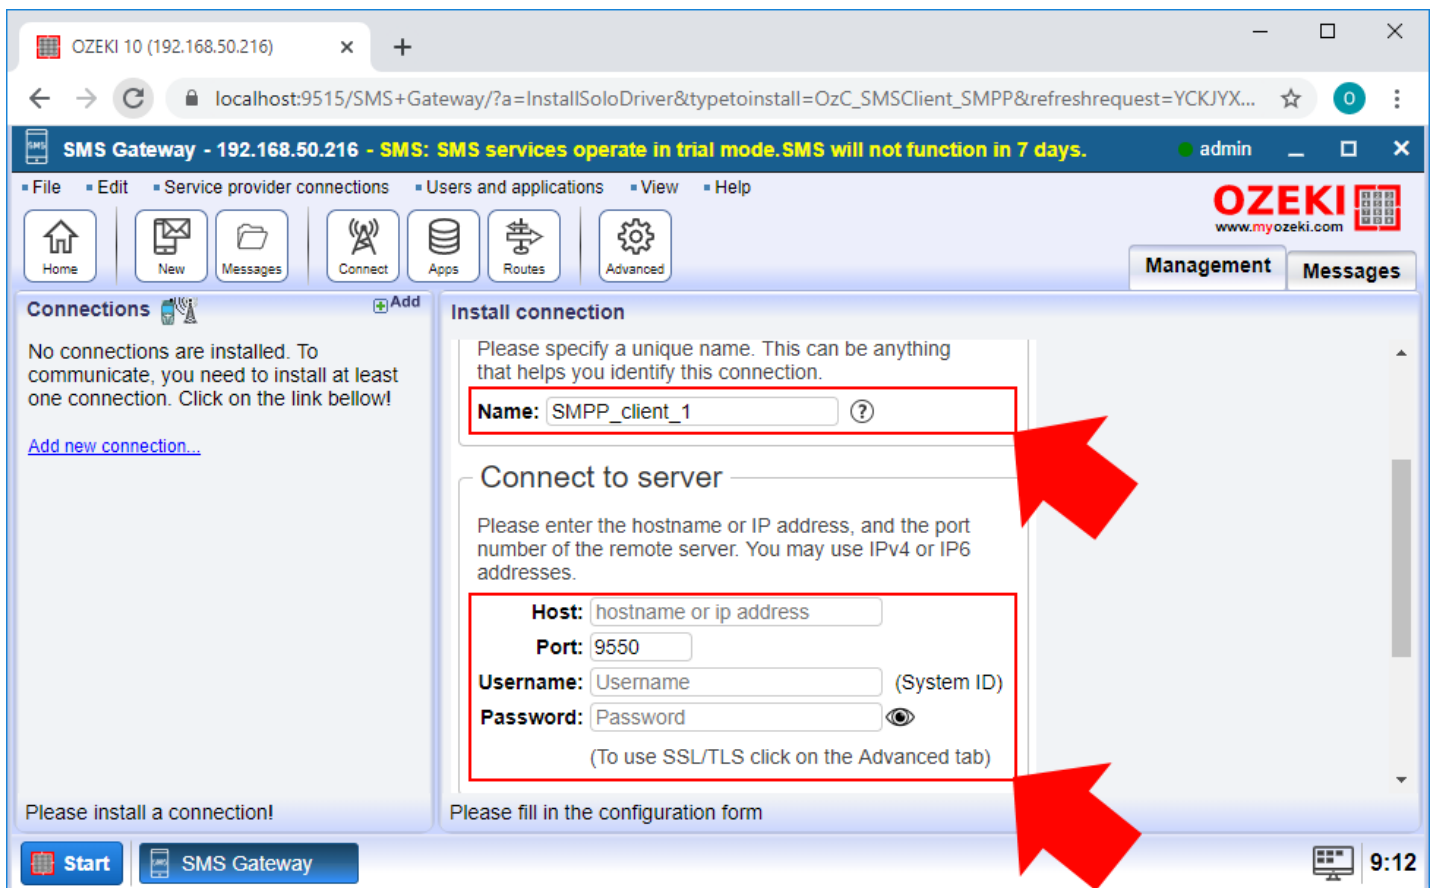 OZEKI 10 (192.168.50.216)
localhost:9515/SMS+Gateway/?a=InstallSoloDriver&typetoinstall=OzC_SMSClient_SMPP&refreshrequest=YCKJYX...
O
SMS
SMS Gateway - 192.168.50.216 - SMS: SMS services operate in trial mode.SMS will not function in 7 days.
admin
File Edit Service provider connections Users and applications View Help
OZEKI
www.myozeki.com
Home New Messages Connect Apps Routes Advanced
Management Messages
Connections
Add
No connections are installed. To
communicate, you need to install at least
one connection. Click on the link bellow!
Add new connection...
Please install a connection!
Install connection
Please specify a unique name. This can be anything
that helps you identify this connection.
Name: SMPP_client_1 ?
Connect to server
Please enter the hostname or IP address, and the port
number of the remote server. You may use IPv4 or IP6
addresses.
Host: hostname or ip address
Port: 9550
Username: Username (System ID)
Password: Password
(To use SSL/TLS click on the Advanced tab)
Please fill in the configuration form
Start SMS Gateway 9:12